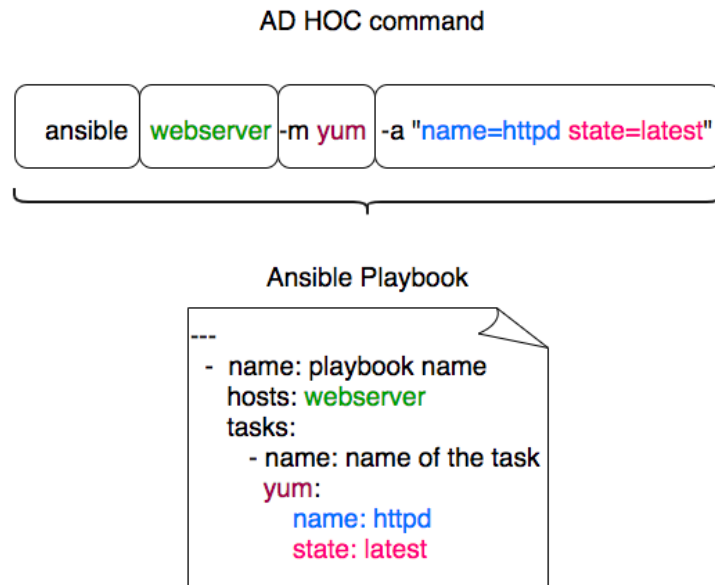 AD HOC command
ansible webserver -m yum -a "name=httpd state=latest"
Ansible Playbook
---
- name: playbook name
hosts: webserver
tasks:
- name: name of the task
yum:
name: httpd
state: latest